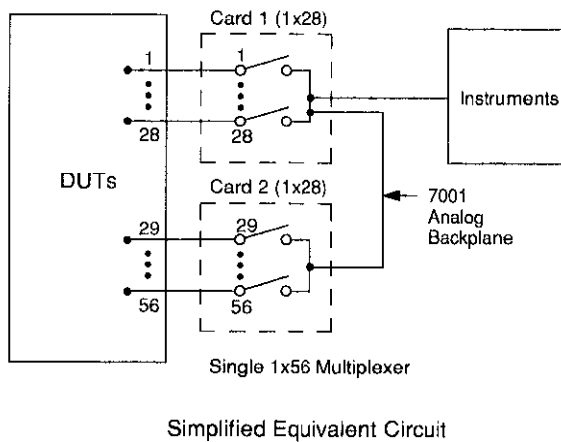 Card 1 (1x28)
1
1
Instruments
28
28
DUTs
Card 2 (1x28)
7001
Analog
Backplane
29
29
56
56
Single 1x56 Multiplexer
Simplified Equivalent Circuit